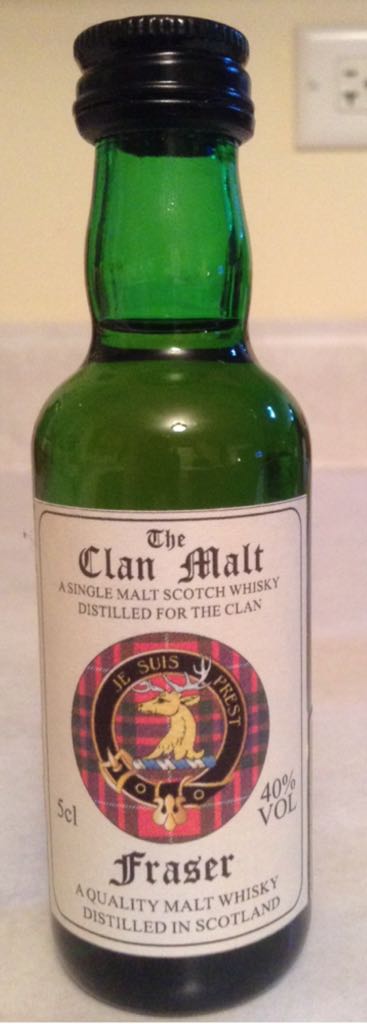 The
Clan Malt
A SINGLE MALT SCOTCH WHISKY
DISTILLED FOR THE CLAN
JE SUIS PREST
5cl
40%
VOL
Fraser
A QUALITY MALT WHISKY
DISTILLED IN SCOTLAND